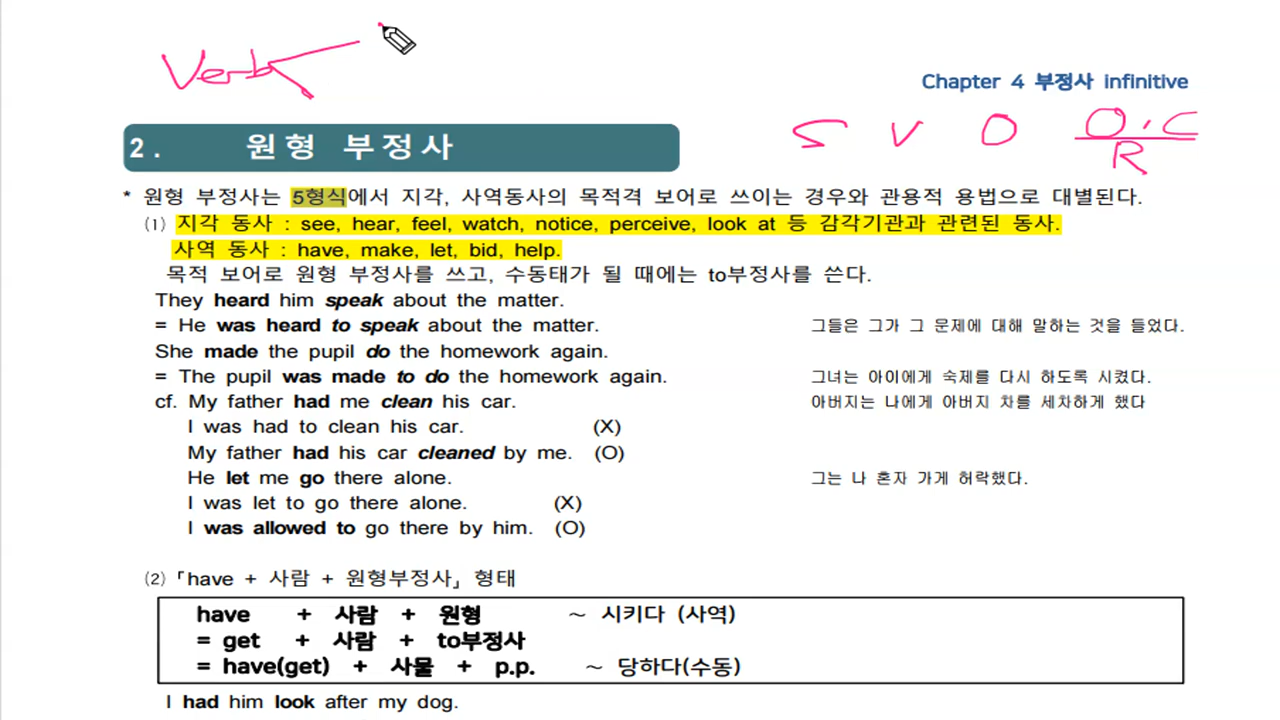 Verb
Chapter 4 부정사 infinitive
S V O O.C
R
2. 원형 부정사
* 원형 부정사는 5형식에서 지각, 사역동사의 목적격 보어로 쓰이는 경우와 관용적 용법으로 대별된다.
(1) 지각 동사 : see, hear, feel, watch, notice, perceive, look at 등 감각기관과 관련된 동사.
사역 동사 : have, make, let, bid, help.
목적 보어로 원형 부정사를 쓰고, 수동태가 될 때에는 to부정사를 쓴다.
They heard him speak about the matter.
= He was heard to speak about the matter. 그들은 그가 그 문제에 대해 말하는 것을 들었다.
She made the pupil do the homework again.
= The pupil was made to do the homework again. 그녀는 아이에게 숙제를 다시 하도록 시켰다.
cf. My father had me clean his car. 아버지는 나에게 아버지 차를 세차하게 했다
I was had to clean his car. (X)
My father had his car cleaned by me. (O)
He let me go there alone. 그는 나 혼자 가게 허락했다.
I was let to go there alone. (X)
I was allowed to go there by him. (O)
(2) 「have + 사람 + 원형부정사」 형태
have + 사람 + 원형 ~ 시키다 (사역)
= get + 사람 + to부정사
= have(get) + 사물 + p.p. ~ 당하다(수동)
I had him look after my dog.